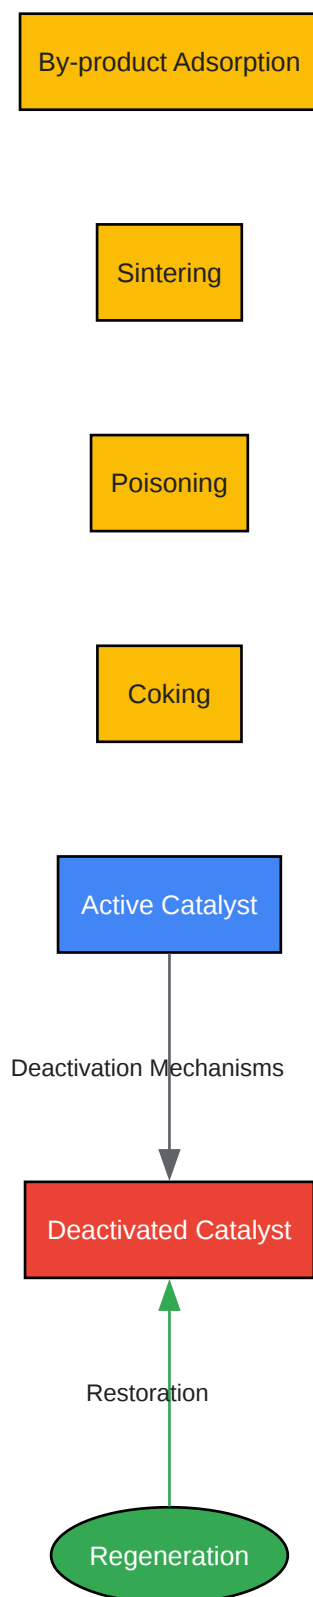 By-product Adsorption
Sintering
Poisoning
Coking
Active Catalyst
Deactivation Mechanisms
Deactivated Catalyst
Restoration
Regeneration